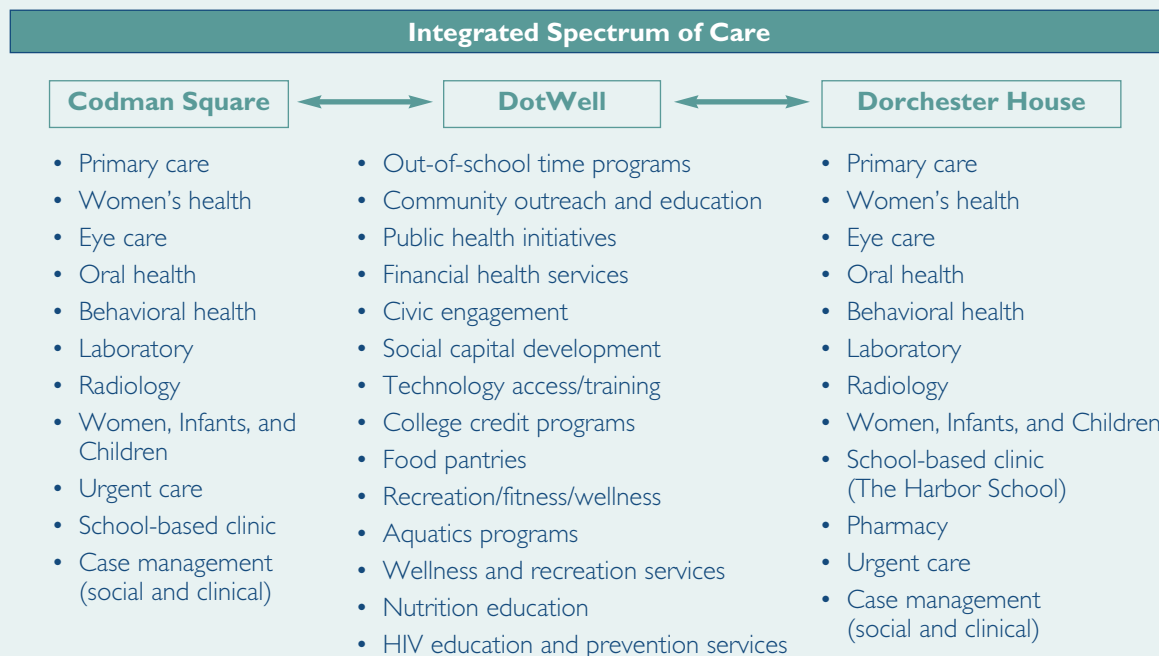 Integrated Spectrum of Care
Codman Square
• Primary care
• Women's health
• Eye care
• Oral health
• Behavioral health
• Laboratory
• Radiology
• Women, Infants, and
Children
• Urgent care
• School-based clinic
• Case management
(social and clinical)
DotWell
• Out-of-school time programs
• Community outreach and education
• Public health initiatives
• Financial health services
• Civic engagement
• Social capital development
• Technology access/training
• College credit programs
• Food pantries
• Recreation/fitness/wellness
• Aquatics programs
• Wellness and recreation services
• Nutrition education
• HIV education and prevention services
Dorchester House
• Primary care
• Women's health
• Eye care
• Oral health
• Behavioral health
• Laboratory
• Radiology
• Women, Infants, and Children
• School-based clinic
(The Harbor School)
• Pharmacy
• Urgent care
• Case management
(social and clinical)